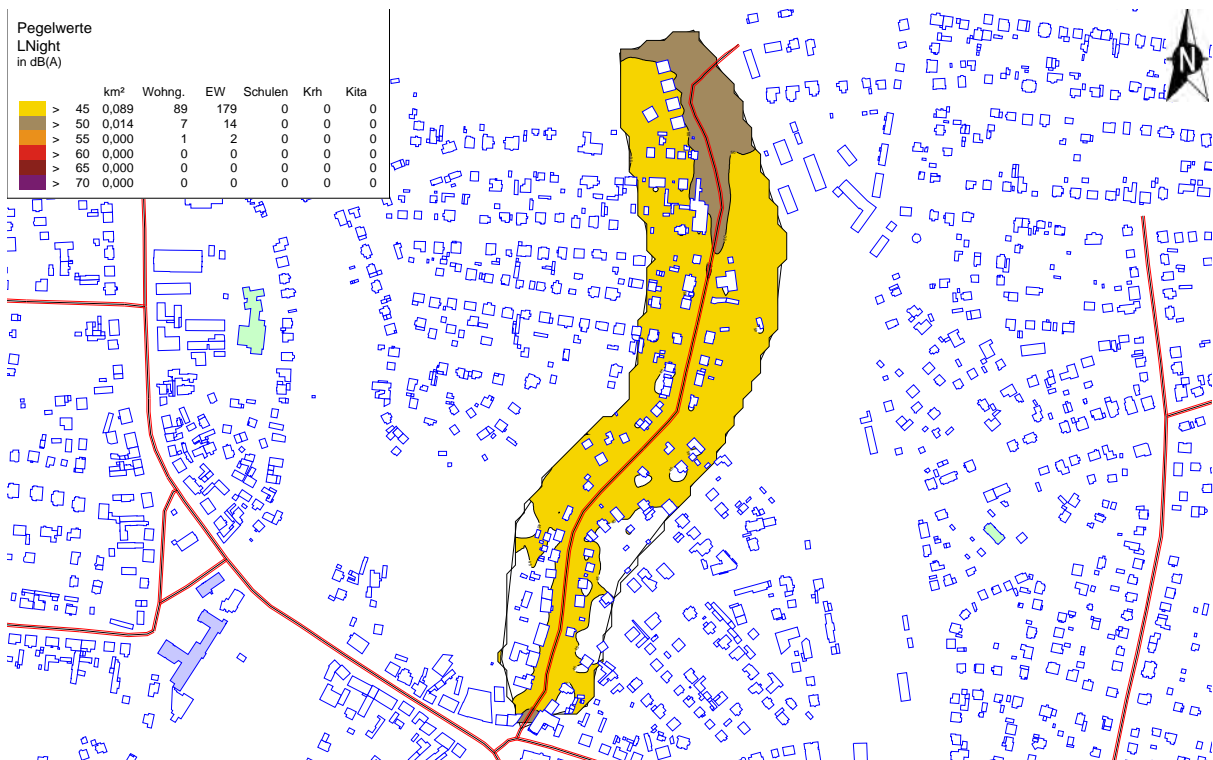 Pegelwerte
LNight
in dB(A)
km² Wohng. EW Schulen Krh Kita
> 45 0,089 89 179 0 0 0
> 50 0,014 7 14 0 0 0
> 55 0,000 1 2 0 0 0
> 60 0,000 0 0 0 0 0
> 65 0,000 0 0 0 0 0
> 70 0,000 0 0 0 0 0
N